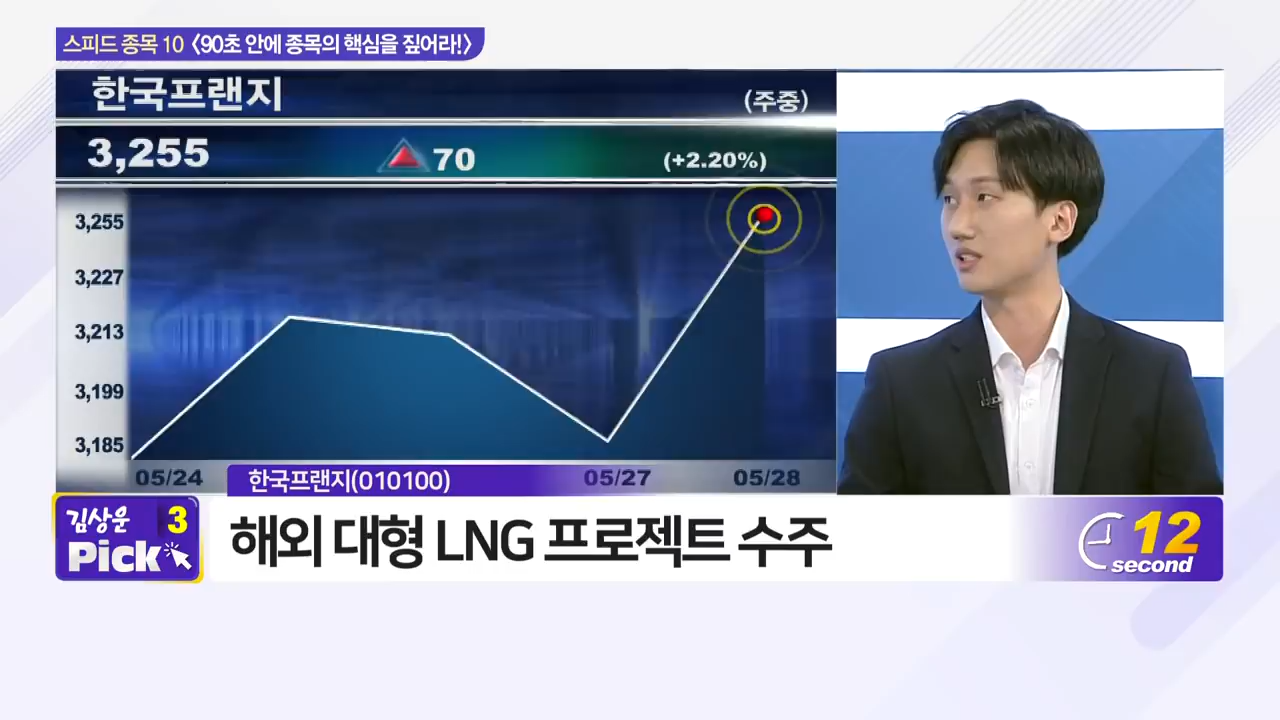 스피드 종목 10 〈90초 안에 종목의 핵심을 짚어라!〉
한국프랜지
(주중)
3,255
▲ 70
(+2.20%)
3,255
3,227
3,213
3,199
3,185
05/24
05/27
05/28
한국프랜지(010100)
김상운 3
Pick
해외 대형 LNG 프로젝트 수주
12
second